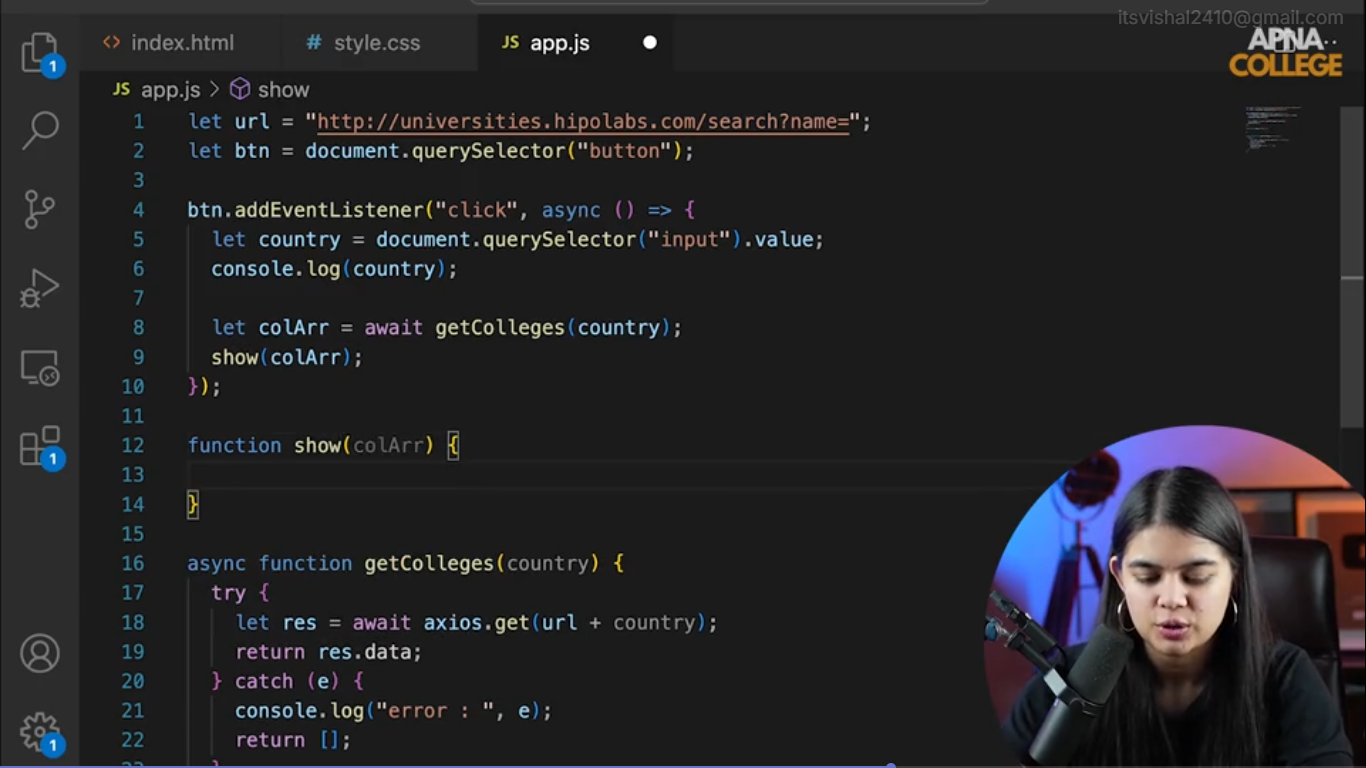 itsvishal2410@gmail.com
APNA
COLLEGE
<> index.html
# style.css
JS app.js
JS app.js > show
1 let url = "http://universities.hipolabs.com/search?name=";
2 let btn = document.querySelector("button");
3
4 btn.addEventListener("click", async () => {
5 let country = document.querySelector("input").value;
6 console.log(country);
7
8 let colArr = await getColleges(country);
9 show(colArr);
10 });
11
12 function show(colArr) {
13
14 }
15
16 async function getColleges(country) {
17 try {
18 let res = await axios.get(url + country);
19 return res.data;
20 } catch (e) {
21 console.log("error : ", e);
22 return [];
23 }
1
1
1